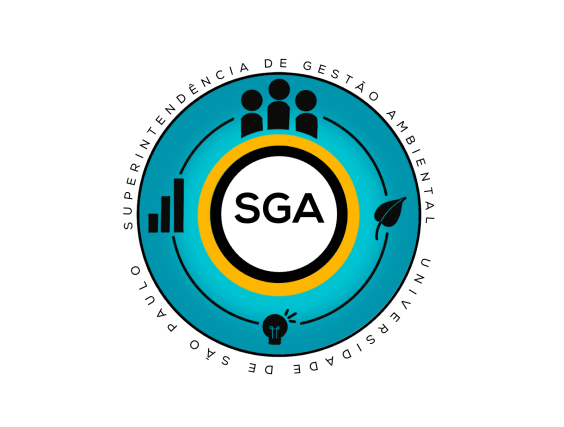 SUPERINTENDÊNCIA DE GESTÃO AMBIENTAL
SGA
UNIVERSIDADE DE SÃO PAULO